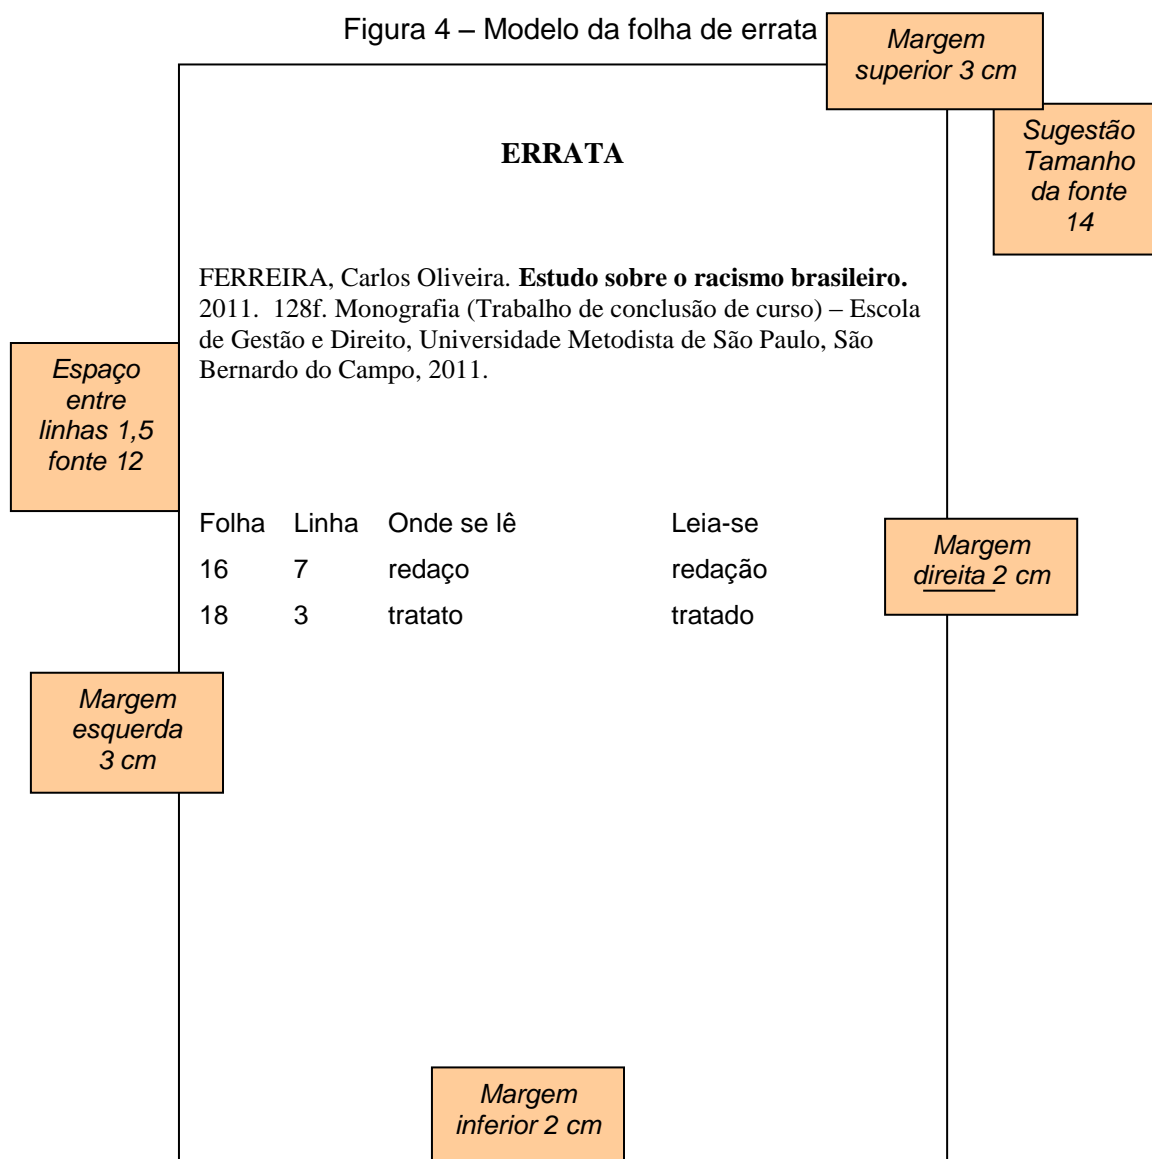 Figura 4 – Modelo da folha de errata
Margem
superior 3 cm
Sugestão
Tamanho
da fonte
14
ERRATA
FERREIRA, Carlos Oliveira. Estudo sobre o racismo brasileiro.
2011.  128f. Monografia (Trabalho de conclusão de curso) – Escola
de Gestão e Direito, Universidade Metodista de São Paulo, São
Bernardo do Campo, 2011.
Espaço
entre
linhas 1,5
fonte 12
Folha Linha Onde se lê Leia-se
16 7 redaço redação
18 3 tratato tratado
Margem
direita 2 cm
Margem
esquerda
3 cm
Margem
inferior 2 cm